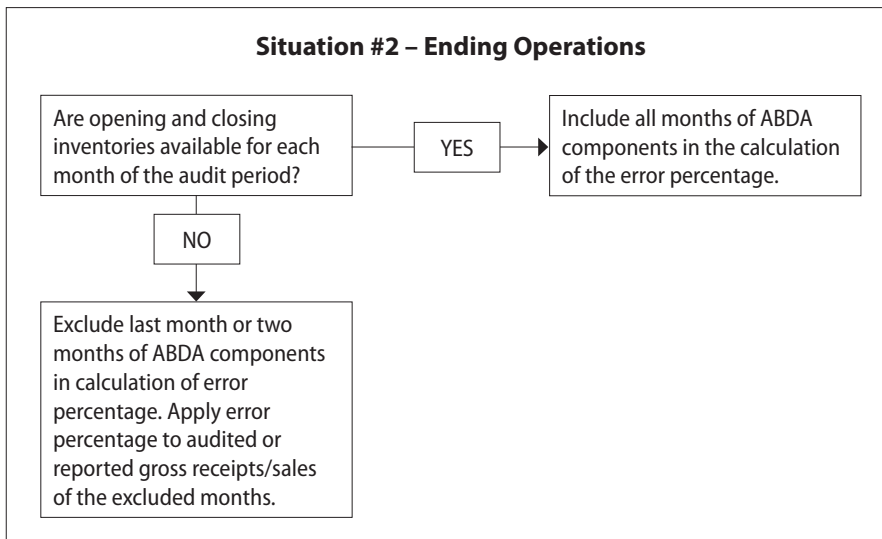 Situation #2 – Ending Operations
Are opening and closing
inventories available for each
month of the audit period?
YES
Include all months of ABDA
components in the calculation
of the error percentage.
NO
Exclude last month or two
months of ABDA components
in calculation of error
percentage. Apply error
percentage to audited or
reported gross receipts/sales
of the excluded months.